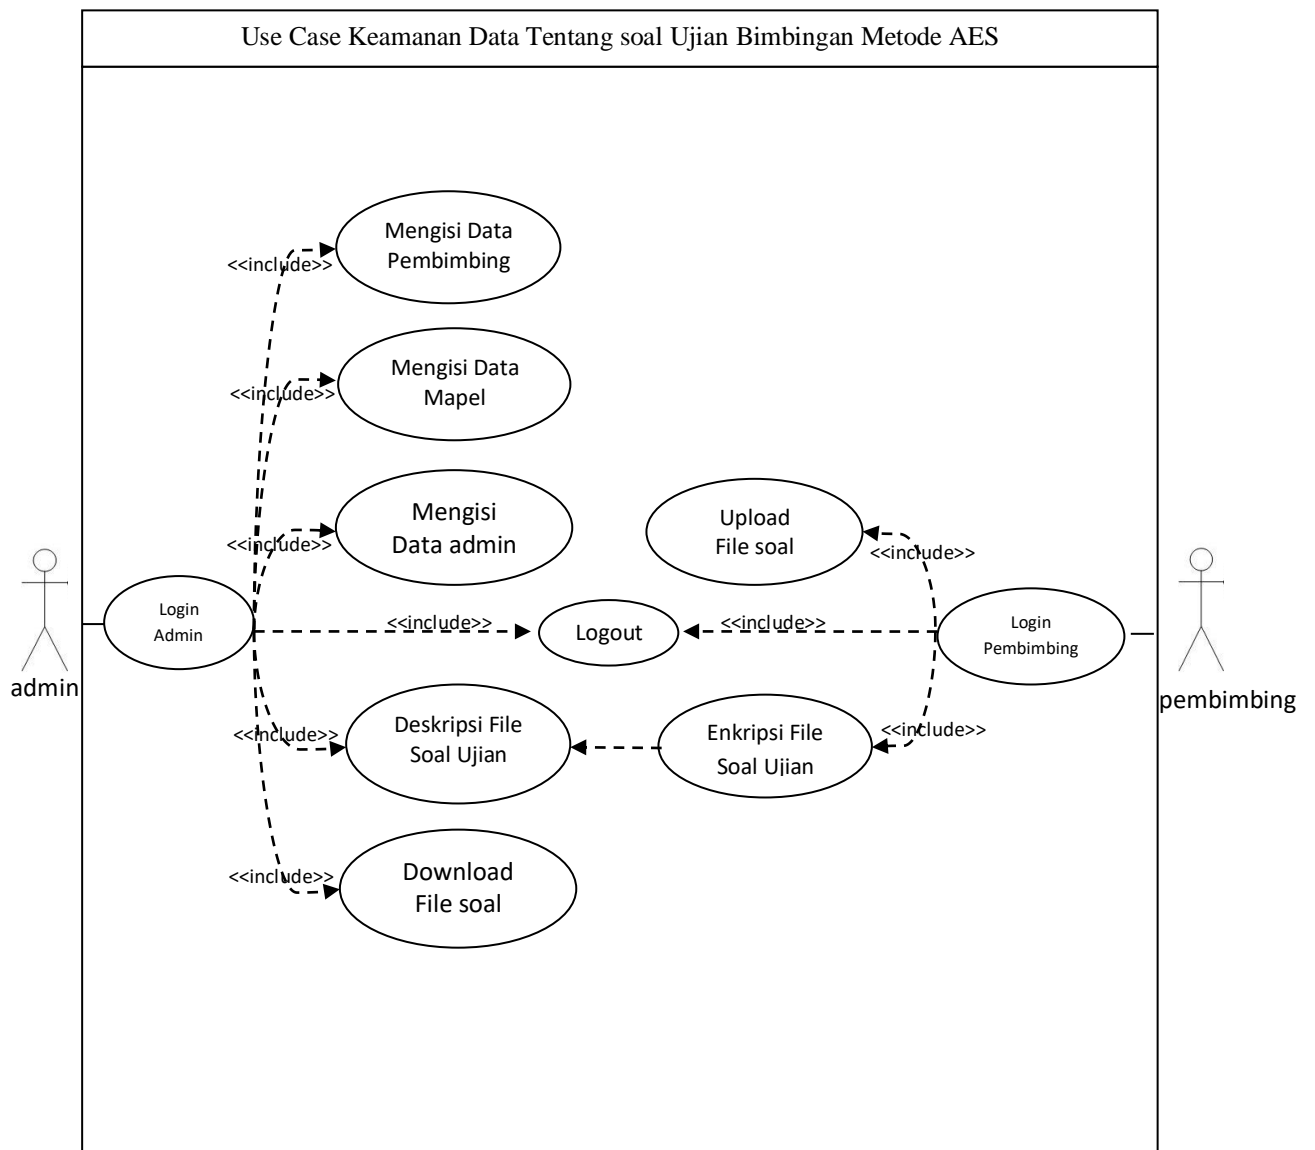 Use Case Keamanan Data Tentang soal Ujian Bimbingan Metode AES
Mengisi Data
Pembimbing
<<include>>
Mengisi Data
Mapel
<<include>>
Mengisi
Data admin
<<include>>
Upload
File soal
<<include>>
Login
Admin
<<include>>
Logout
<<include>>
Login
Pembimbing
admin
pembimbing
Deskripsi File
Soal Ujian
<<include>>
Enkripsi File
Soal Ujian
<<include>>
Download
File soal
<<include>>